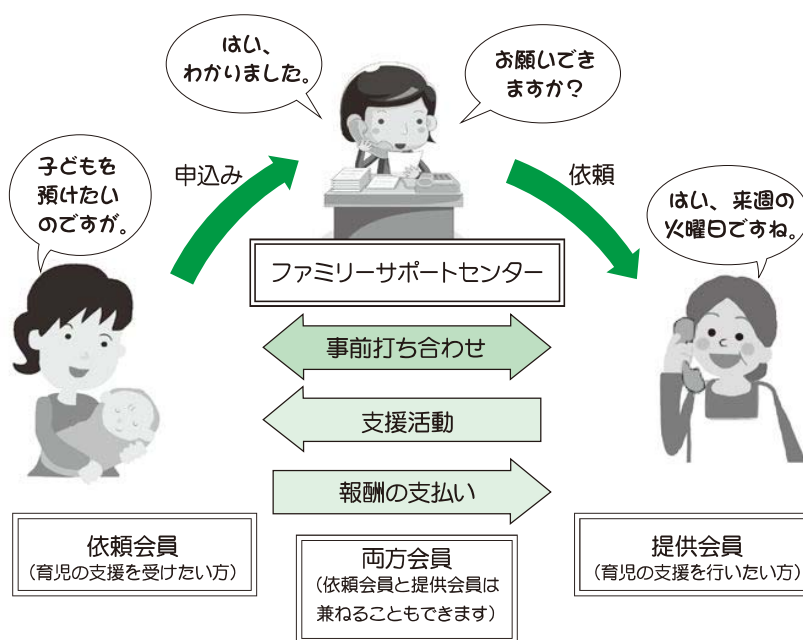 はい、
わかりました。
お願いでき
ますか？
子どもを
預けたい
のですが。
申込み
依頼
はい、来週の
火曜日ですね。
ファミリーサポートセンター
事前打ち合わせ
支援活動
報酬の支払い
依頼会員
（育児の支援を受けたい方）
両方会員
（依頼会員と提供会員は
兼ねることもできます）
提供会員
（育児の支援を行いたい方）